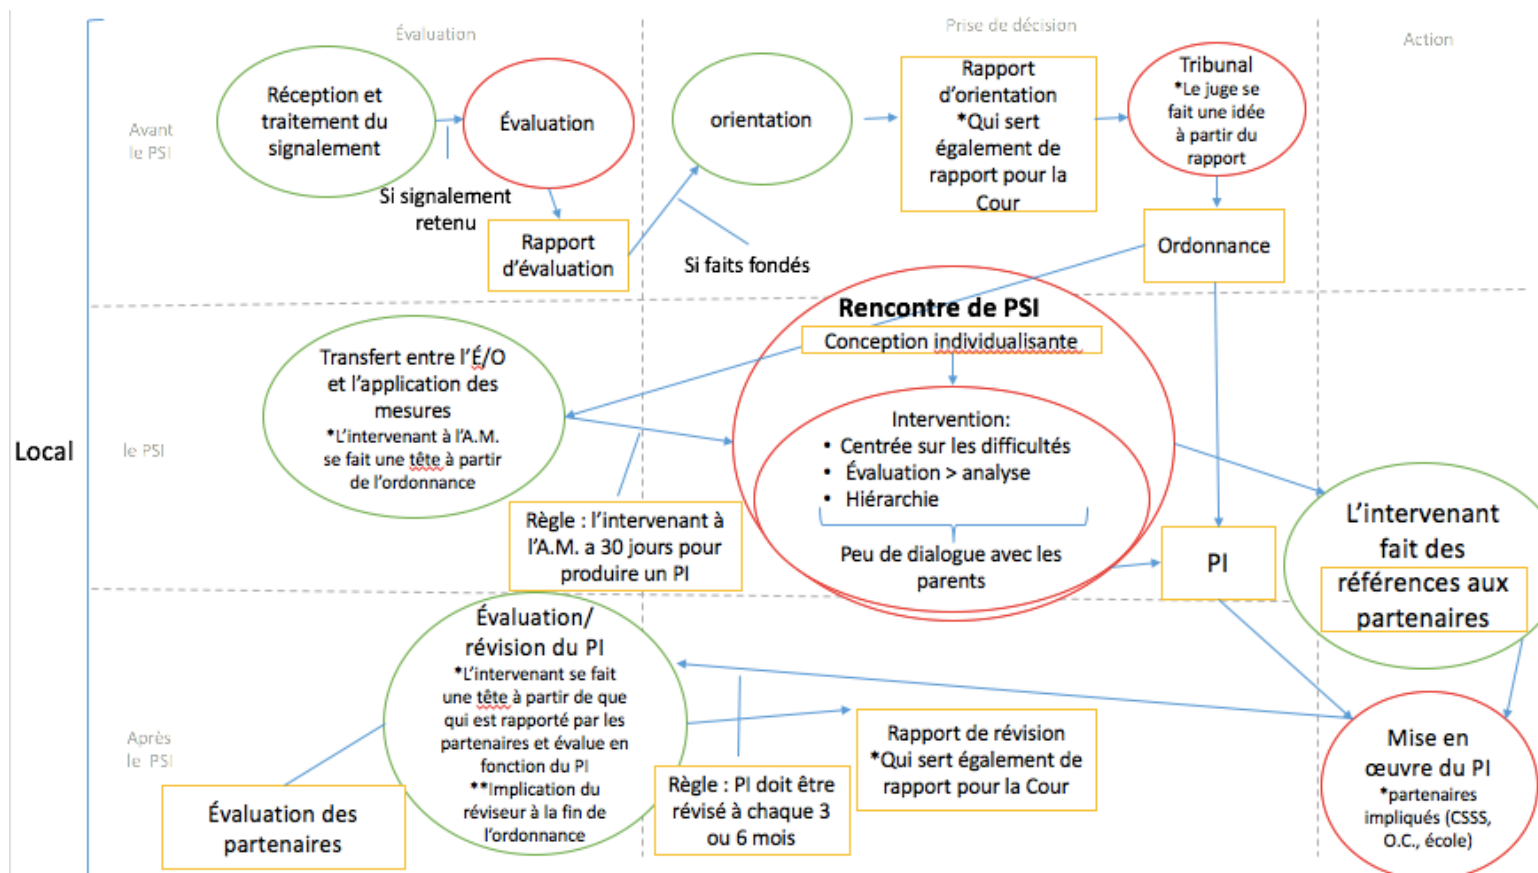 Évaluation
Prise de décision
Action
Local
Avant
le PSI
Réception et
traitement du
signalement
Évaluation
Si signalement
retenu
Rapport
d'évaluation
orientation
Si faits fondés
Rapport
d'orientation
*Qui sert
également de
rapport pour la
Cour
Tribunal
*Le juge se
fait une idée
à partir du
rapport
Ordonnance
le PSI
Transfert entre l'É/O
et l'application des
mesures
*L'intervenant à l'A.M.
se fait une tête à partir
de l'ordonnance
Règle : l'intervenant à
l'A.M. a 30 jours pour
produire un PI
Rencontre de PSI
Conception individualisante
Intervention:
• Centrée sur les difficultés
• Évaluation > analyse
• Hiérarchie
Peu de dialogue avec les
parents
PI
L'intervenant
fait des
références aux
partenaires
Après
le PSI
Évaluation/
révision du PI
*L'intervenant se fait
une tête à partir de que
qui est rapporté par les
partenaires et évalue en
fonction du PI
**Implication du
réviseur à la fin de
l'ordonnance
Évaluation des
partenaires
Règle : PI doit être
révisé à chaque 3
ou 6 mois
Rapport de révision
*Qui sert également de
rapport pour la Cour
Mise en
œuvre du PI
*partenaires
impliqués (CSSS,
O.C., école)